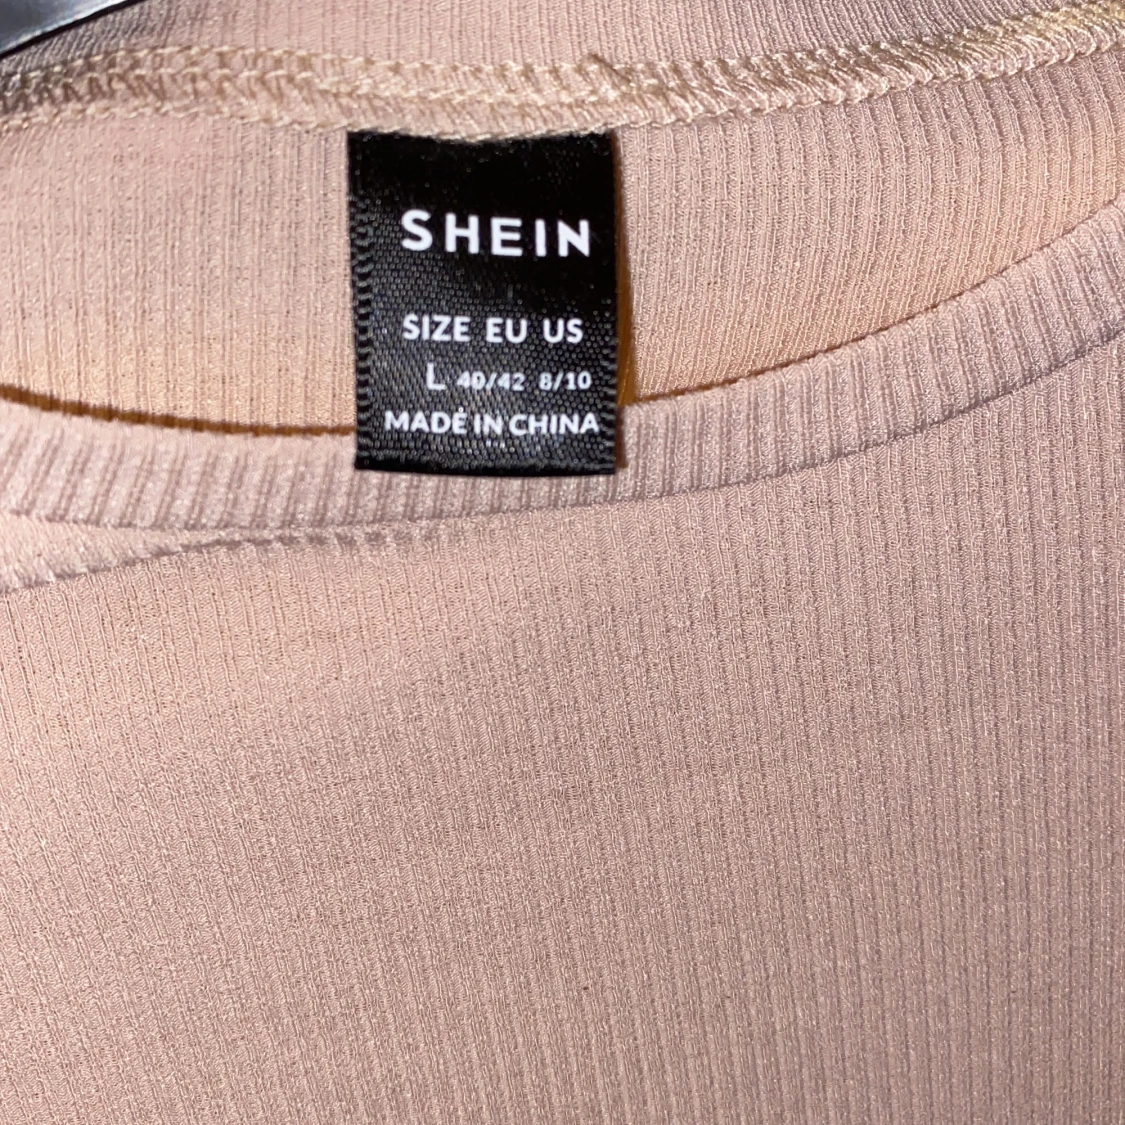 SHEIN
SIZE EU US
L 40/42 8/10
MADE IN CHINA